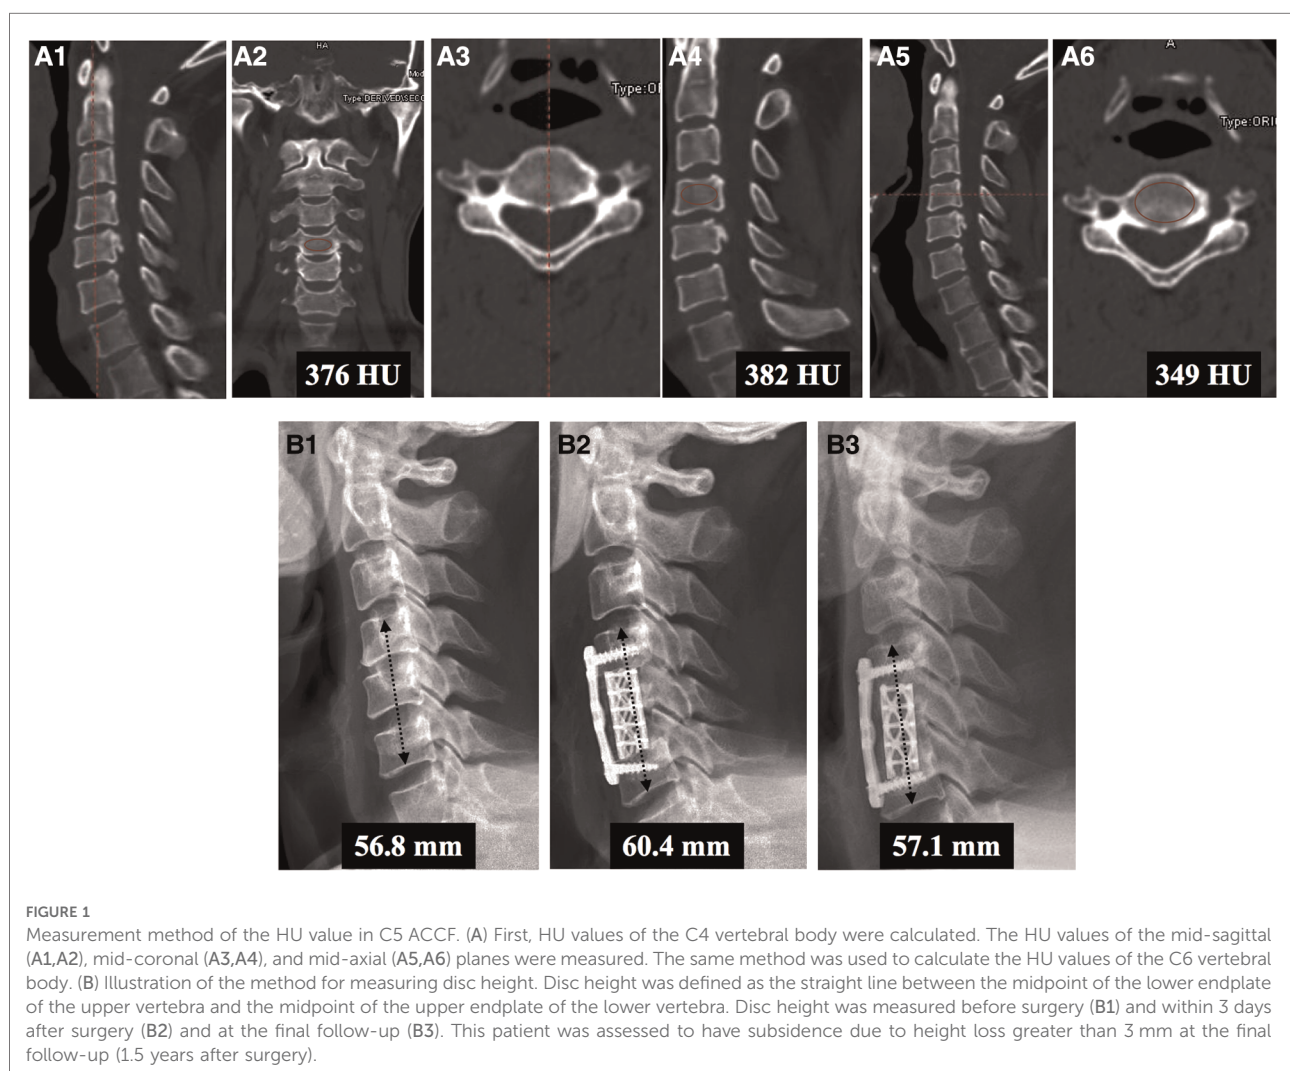 A1
A2
HA
Mod
Type:DERIVED\SECO
376 HU
A3
Type:OR
A4
382 HU
A5
A6
A
Type:ORI
349 HU
B1
56.8 mm
B2
60.4 mm
B3
57.1 mm
FIGURE 1
Measurement method of the HU value in C5 ACCF. (A) First, HU values of the C4 vertebral body were calculated. The HU values of the mid-sagittal
(A1,A2), mid-coronal (A3,A4), and mid-axial (A5,A6) planes were measured. The same method was used to calculate the HU values of the C6 vertebral
body. (B) Illustration of the method for measuring disc height. Disc height was defined as the straight line between the midpoint of the lower endplate
of the upper vertebra and the midpoint of the upper endplate of the lower vertebra. Disc height was measured before surgery (B1) and within 3 days
after surgery (B2) and at the final follow-up (B3). This patient was assessed to have subsidence due to height loss greater than 3 mm at the final
follow-up (1.5 years after surgery).